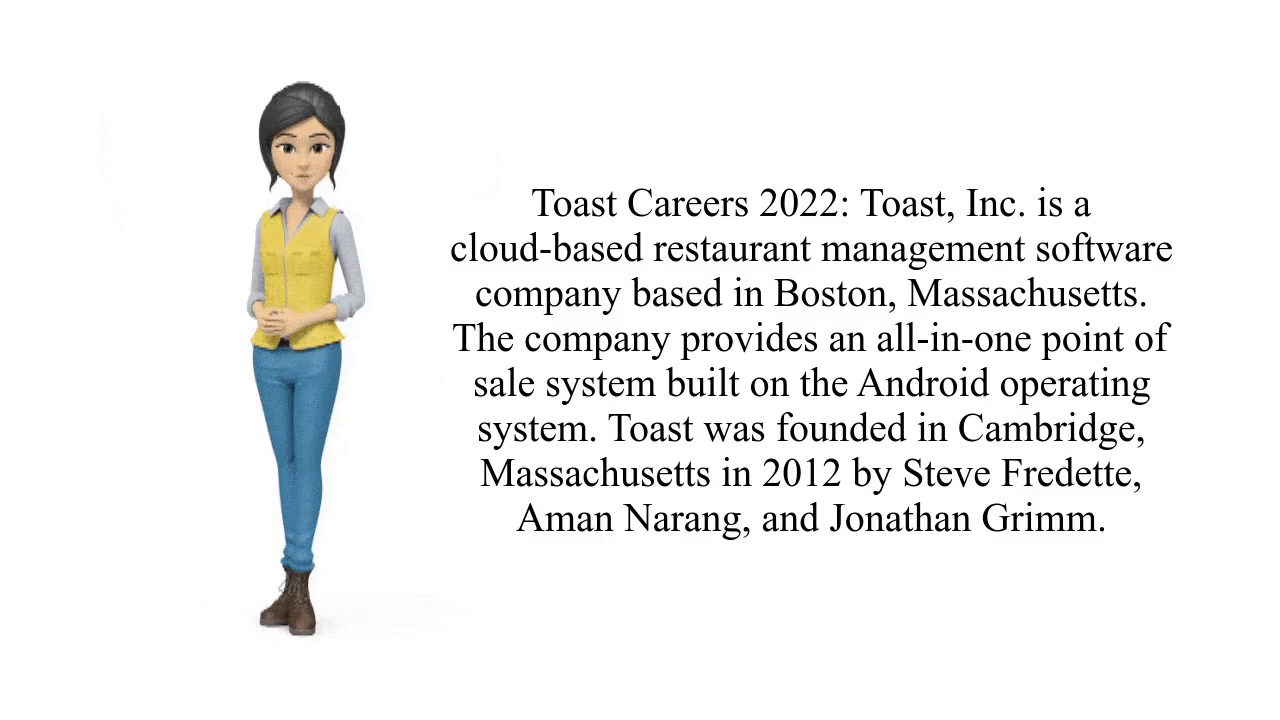 Toast Careers 2022: Toast, Inc. is a
cloud-based restaurant management software
company based in Boston, Massachusetts.
The company provides an all-in-one point of
sale system built on the Android operating
system. Toast was founded in Cambridge,
Massachusetts in 2012 by Steve Fredette,
Aman Narang, and Jonathan Grimm.